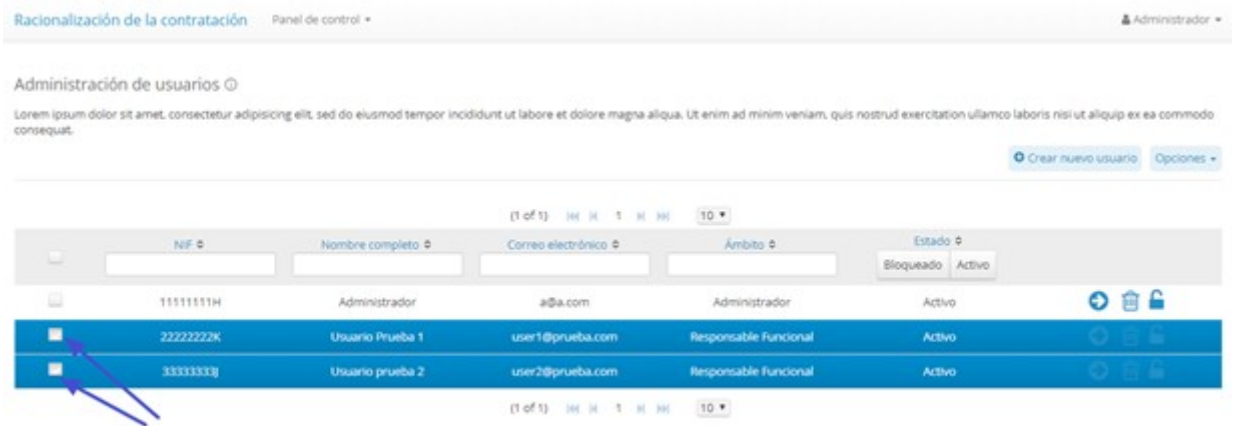 Racionalización de la contratación Panel de control Administrador
Administración de usuarios
Lorem ipsum dolor sit amet, consectetur adipisicing elit, sed do eiusmod tempor incididunt ut labore et dolore magna aliqua. Ut enim ad minim veniam, quis nostrud exercitation ullamco laboris nisi ut aliquip ex ea commodo
consequat.
Crear nuevo usuario Opciones
(1 of 1) 1 10
NIF Nombre completo Correo electrónico Ámbito Estado
Bloqueado Activo
11111111H Administrador a@a.com Administrador Activo
22222222K Usuario Prueba 1 user1@prueba.com Responsable Funcional Activo
33333333J Usuario prueba 2 user2@prueba.com Responsable Funcional Activo
(1 of 1) 1 10